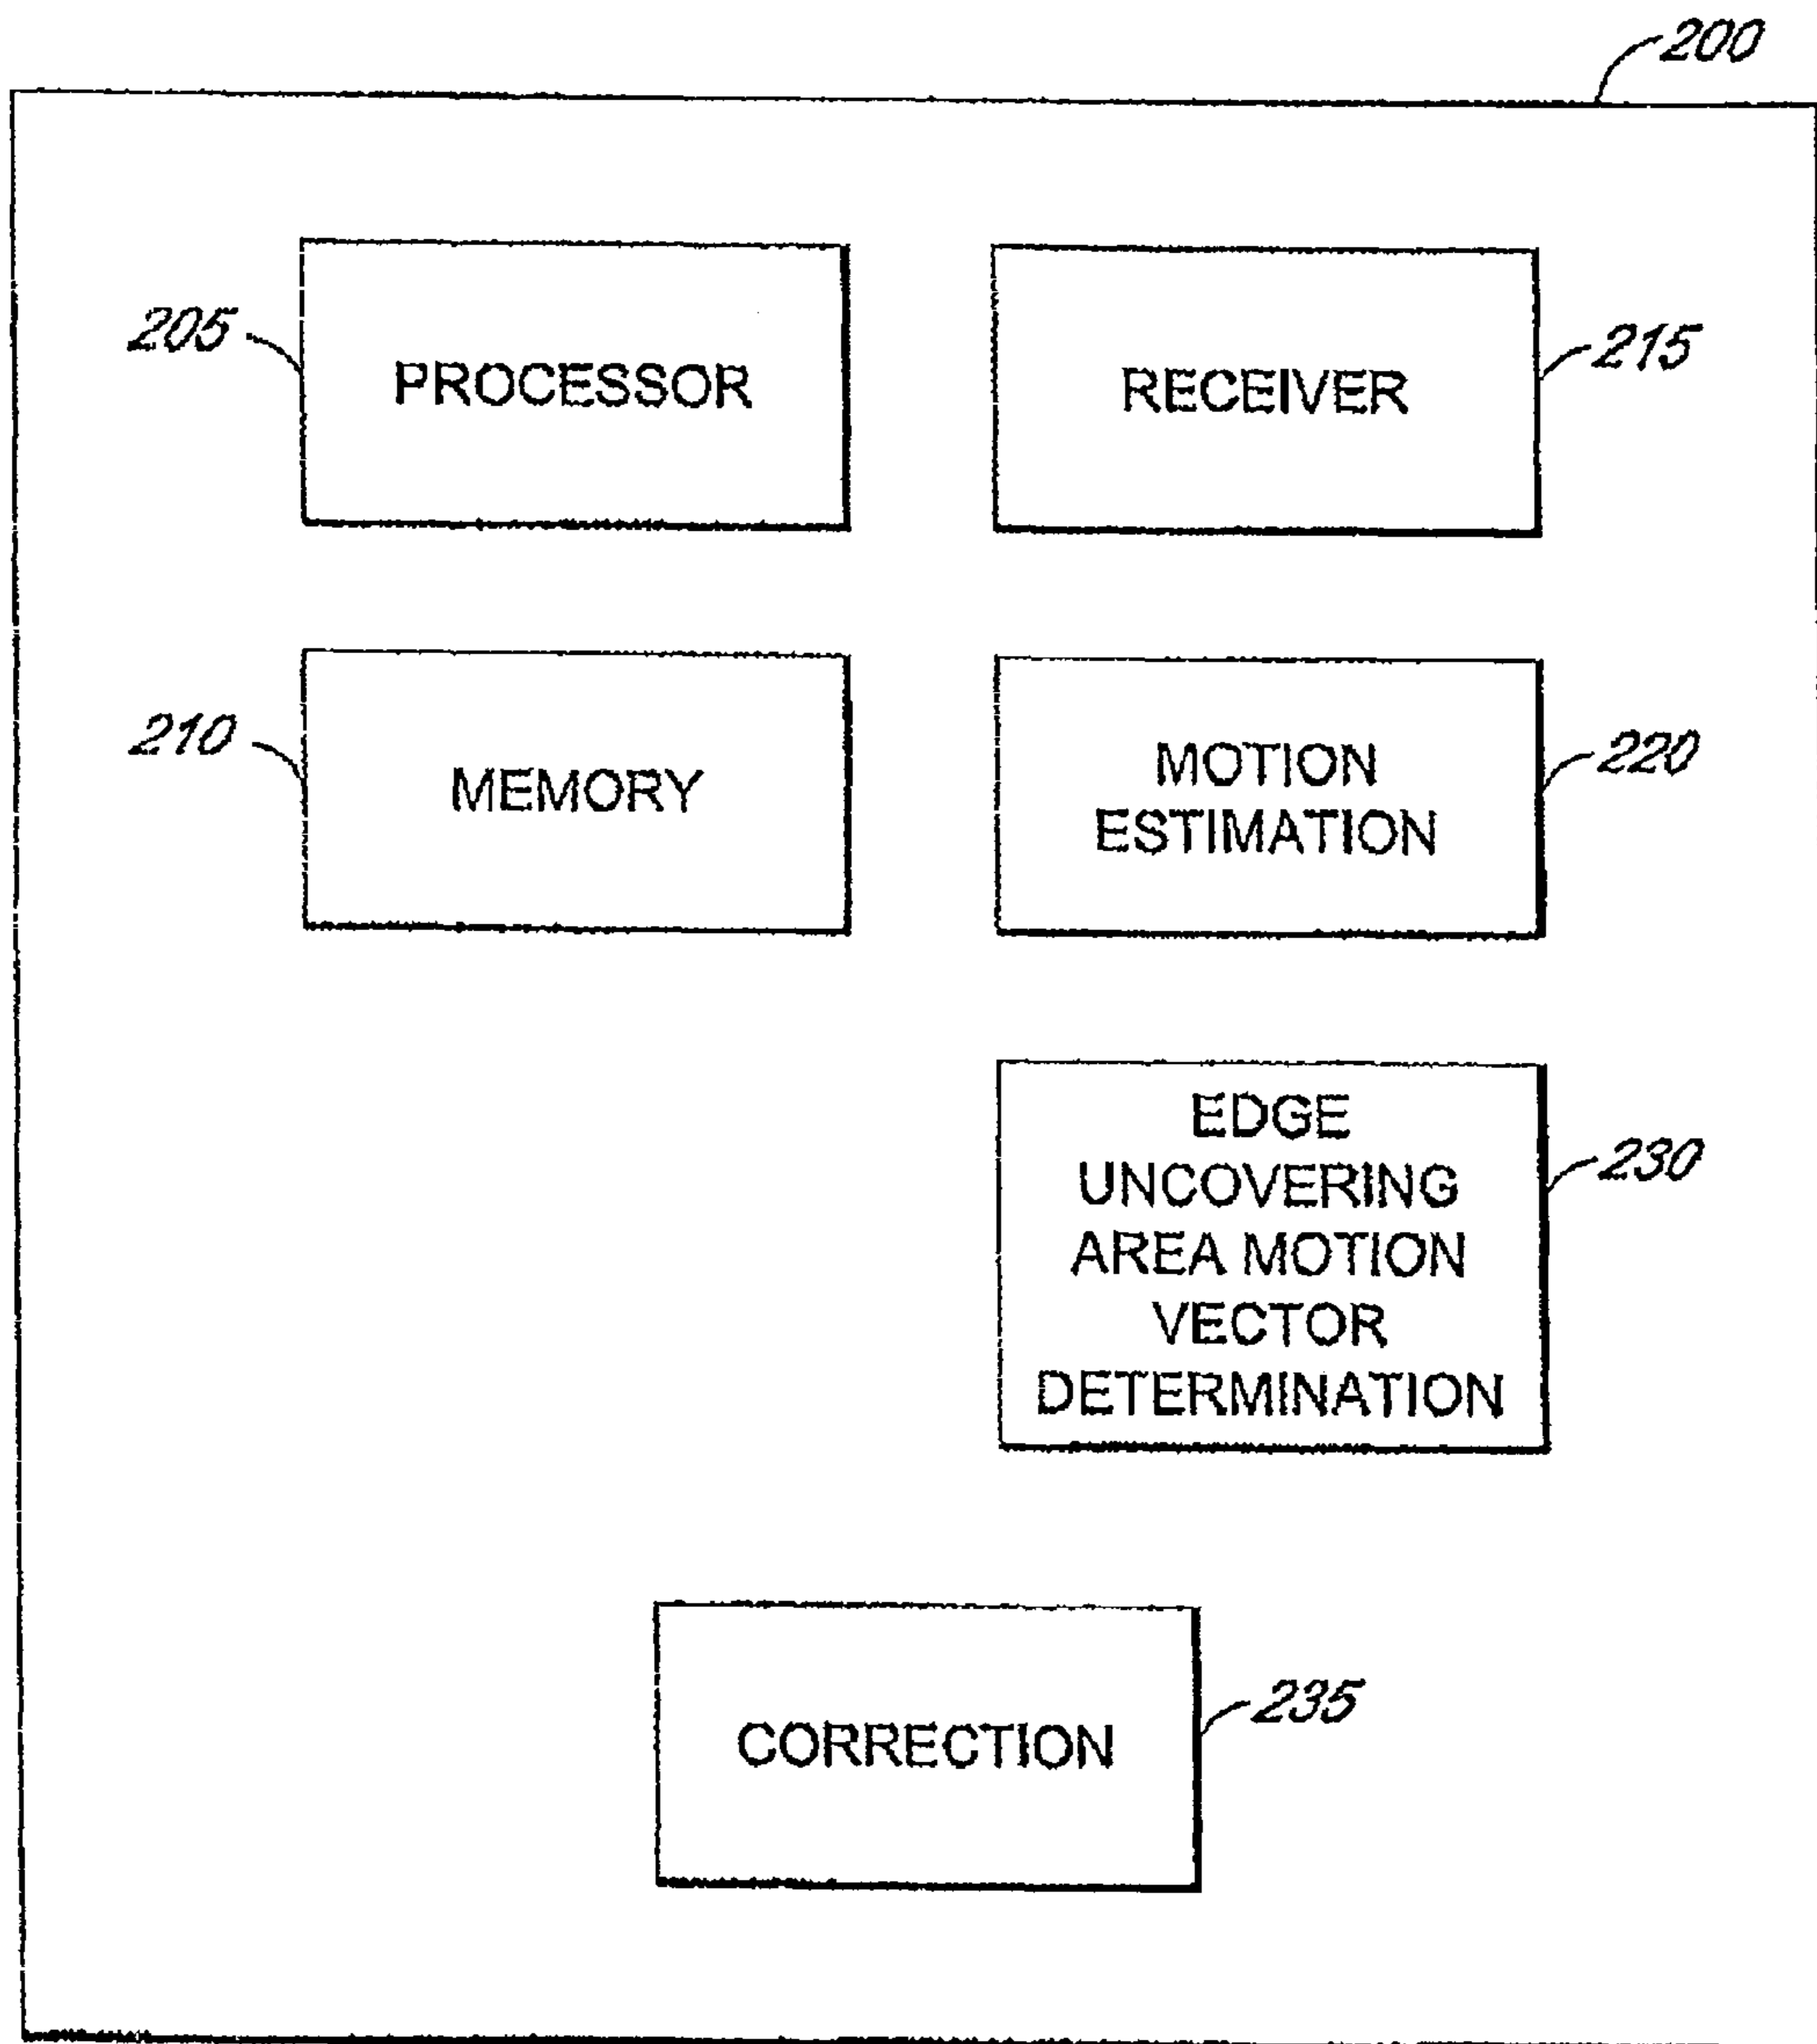 200
205
PROCESSOR
RECEIVER
215
210
MEMORY
MOTION
ESTIMATION
220
EDGE
UNCOVERING
AREA MOTION
VECTOR
DETERMINATION
230
CORRECTION
235